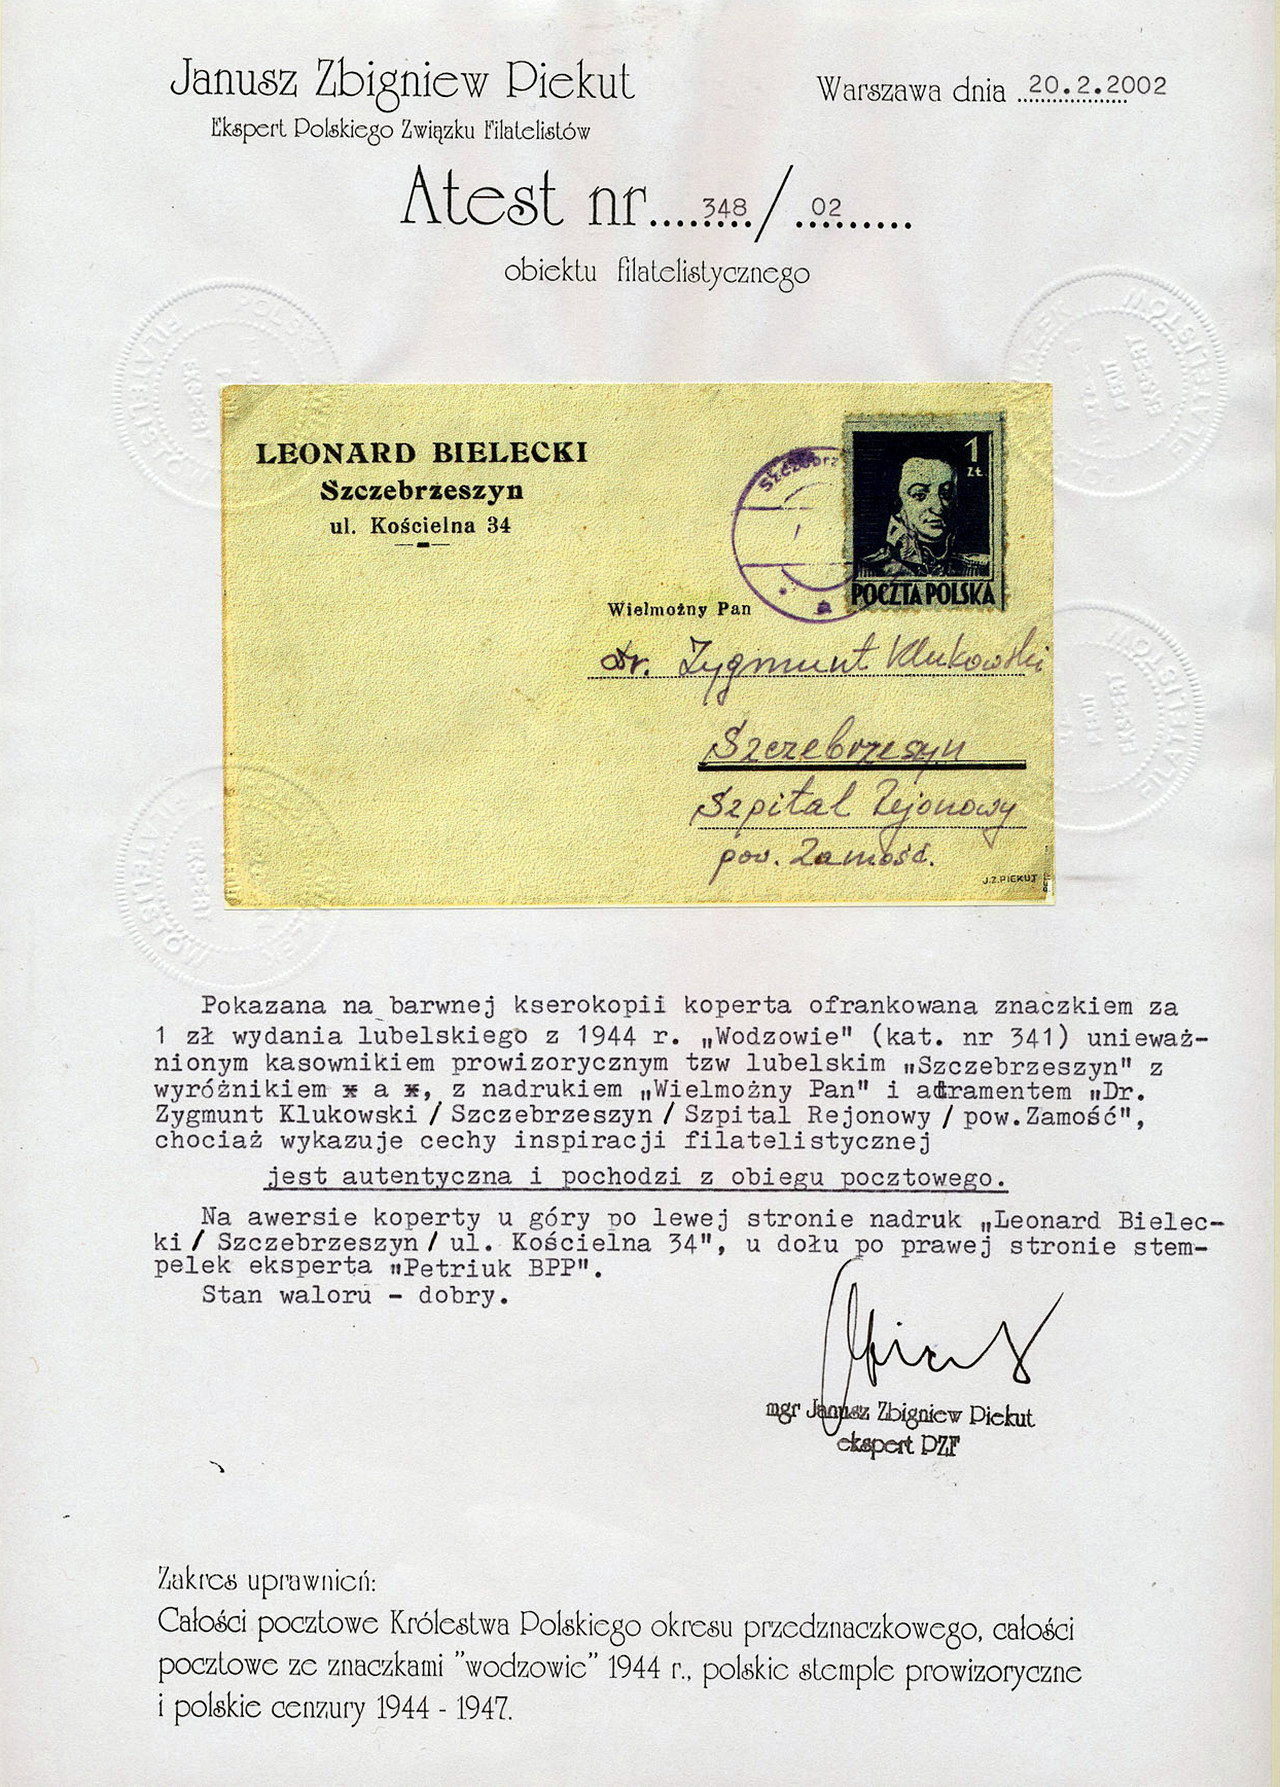 Janusz Zbigniew Piekut
Ekspert Polskiego Związku Filatelistów
Warszawa dnia 20.2.2002
Atest nr....348/.02......
obiektu filatelistycznego
LEONARD BIELECKI
Szczebrzeszyn
ul. Kościelna 34
Szczebrz
a
1
ZŁ
POCZTA POLSKA
Wielmożny Pan
dr. Zygmunt Klukowski
Szczebrzeszyn
Szpital Rejonowy
pow. Zamość.
J.Z.PIEKUT
Pokazana na barwnej kserokopii koperta ofrankowana znaczkiem za
1 zł wydania lubelskiego z 1944 r. „Wodzowie" (kat. nr 341) unieważ-
nionym kasownikiem prowizorycznym tzw lubelskim „Szczebrzeszyn" z
wyróżnikiem * a *, z nadrukiem „Wielmożny Pan" i atramentem „Dr.
Zygmunt Klukowski / Szczebrzeszyn / Szpital Rejonowy / pow.Zamość",
chociaż wykazuje cechy inspiracji filatelistycznej
jest autentyczna i pochodzi z obiegu pocztowego.
Na awersie koperty u góry po lewej stronie nadruk „Leonard Bielec-
ki / Szczebrzeszyn / ul. Kościelna 34", u dołu po prawej stronie stem-
pelek eksperta „Petriuk BPP".
Stan waloru - dobry.
mgr Janusz Zbigniew Piekut
ekspert PZF
Zakres uprawnień:
Całości pocztowe Królestwa Polskiego okresu przedznaczkowego, całości
pocztowe ze znaczkami "wodzowie" 1944 r., polskie stemple prowizoryczne
i polskie cenzury 1944 - 1947.